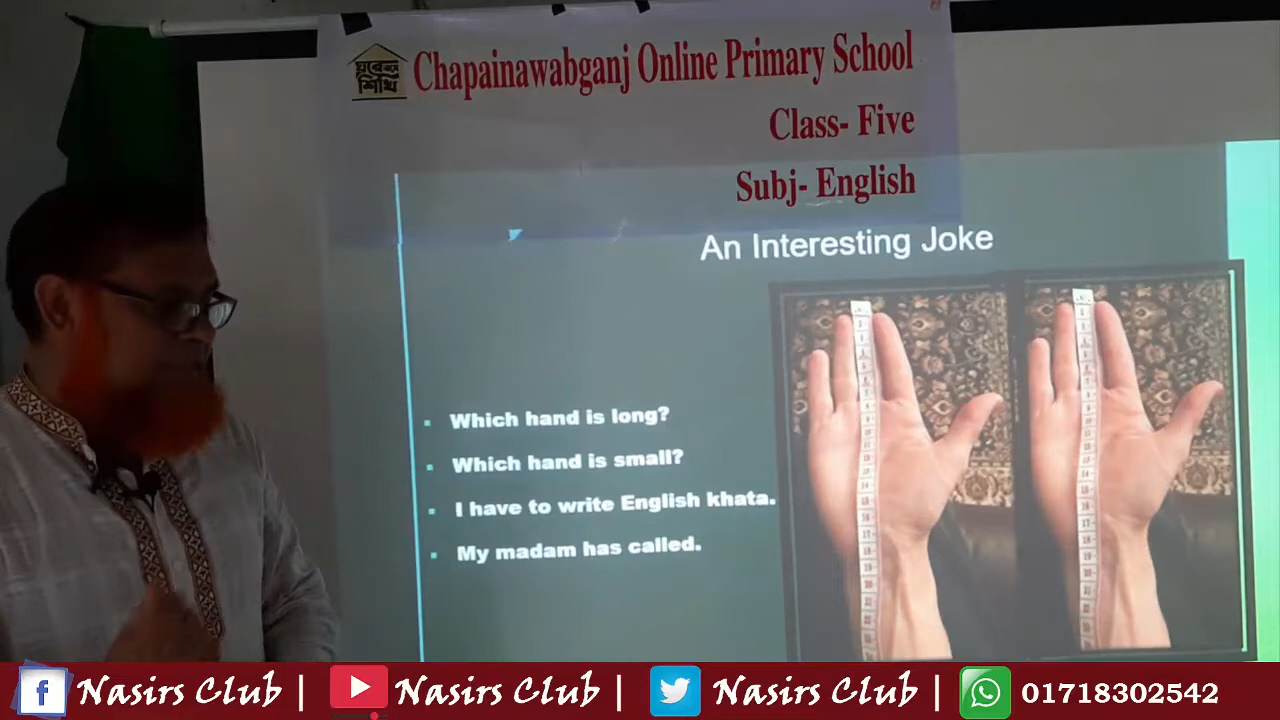 ঘরে বসে
শিখি
Chapainawabganj Online Primary School
Class- Five
Subj- English
An Interesting Joke
Which hand is long?
Which hand is small?
I have to write English khata.
My madam has called.
Nasirs Club | Nasirs Club | Nasirs Club | 01718302542